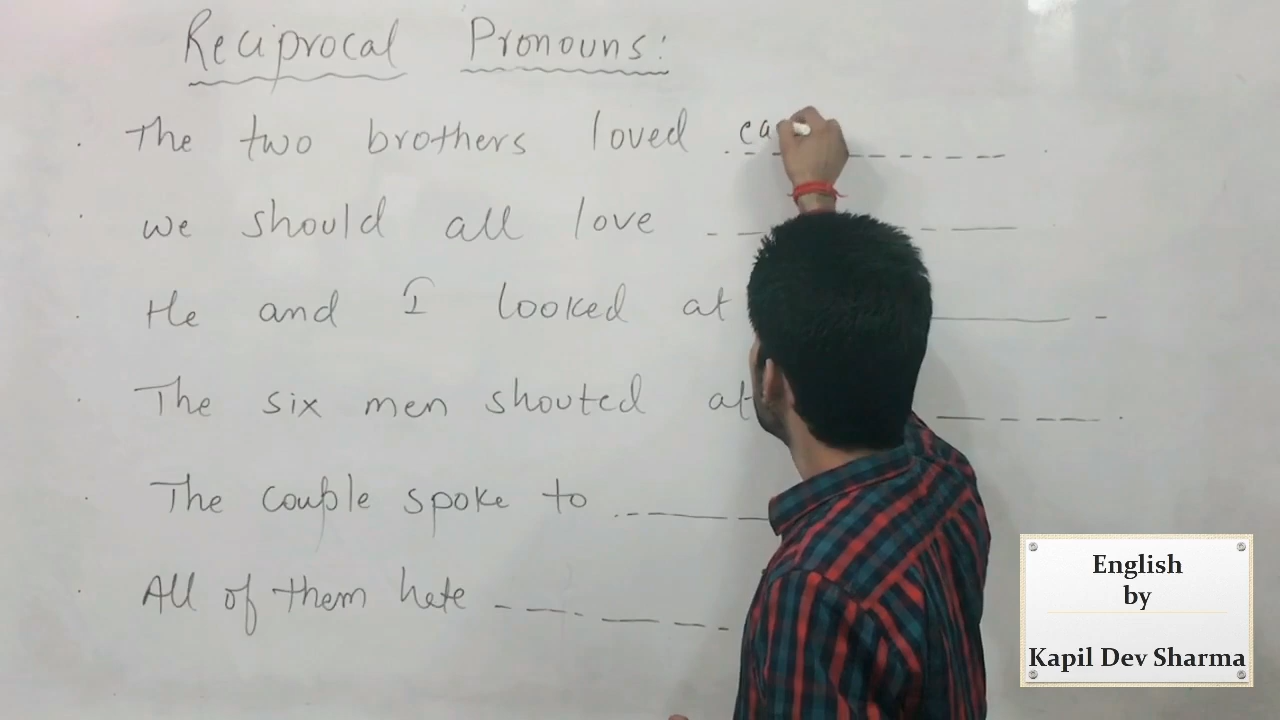 Reciprocal Pronouns:
The two brothers loved ea
we should all love
He and I looked at
The six men shouted at
The couple spoke to
All of them hate
English
by
Kapil Dev Sharma